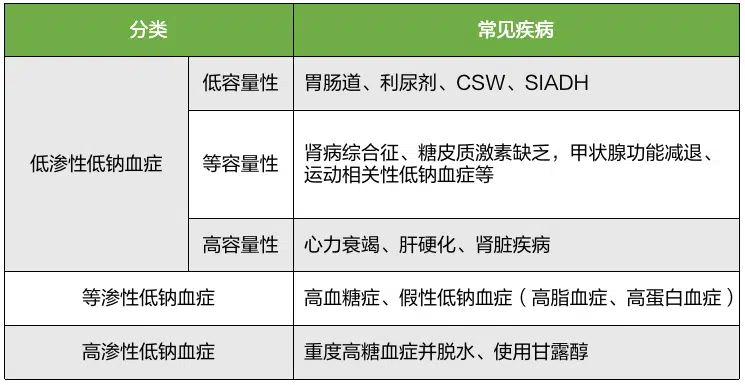 分类
常见疾病
低渗性低钠血症
低容量性
胃肠道、利尿剂、CSW、SIADH
等容量性
肾病综合征、糖皮质激素缺乏，甲状腺功能减退、
运动相关性低钠血症等
高容量性
心力衰竭、肝硬化、肾脏疾病
等渗性低钠血症
高血糖症、假性低钠血症（高脂血症、高蛋白血症）
高渗性低钠血症
重度高糖血症并脱水、使用甘露醇